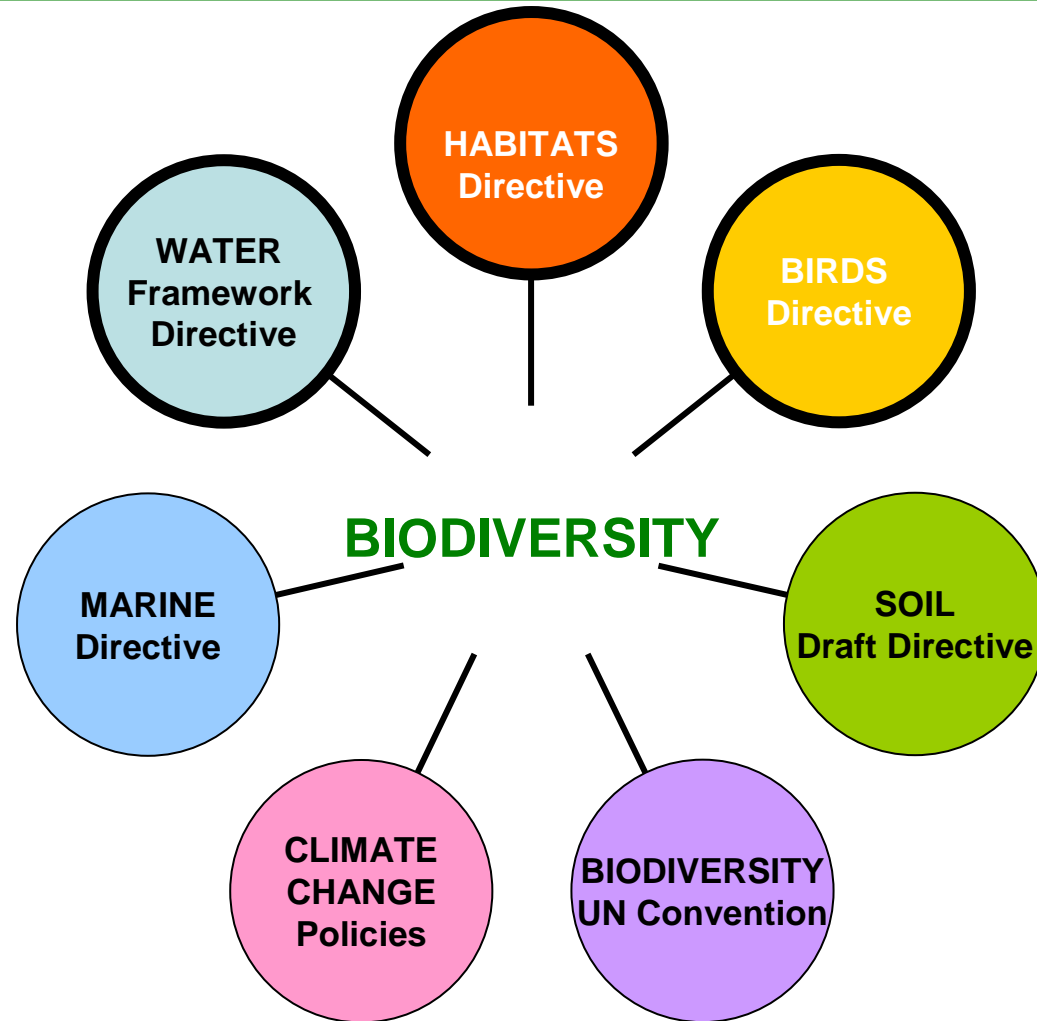 HABITATS
Directive
WATER
Framework
Directive
BIRDS
Directive
BIODIVERSITY
MARINE
Directive
SOIL
Draft Directive
CLIMATE
CHANGE
Policies
BIODIVERSITY
UN Convention